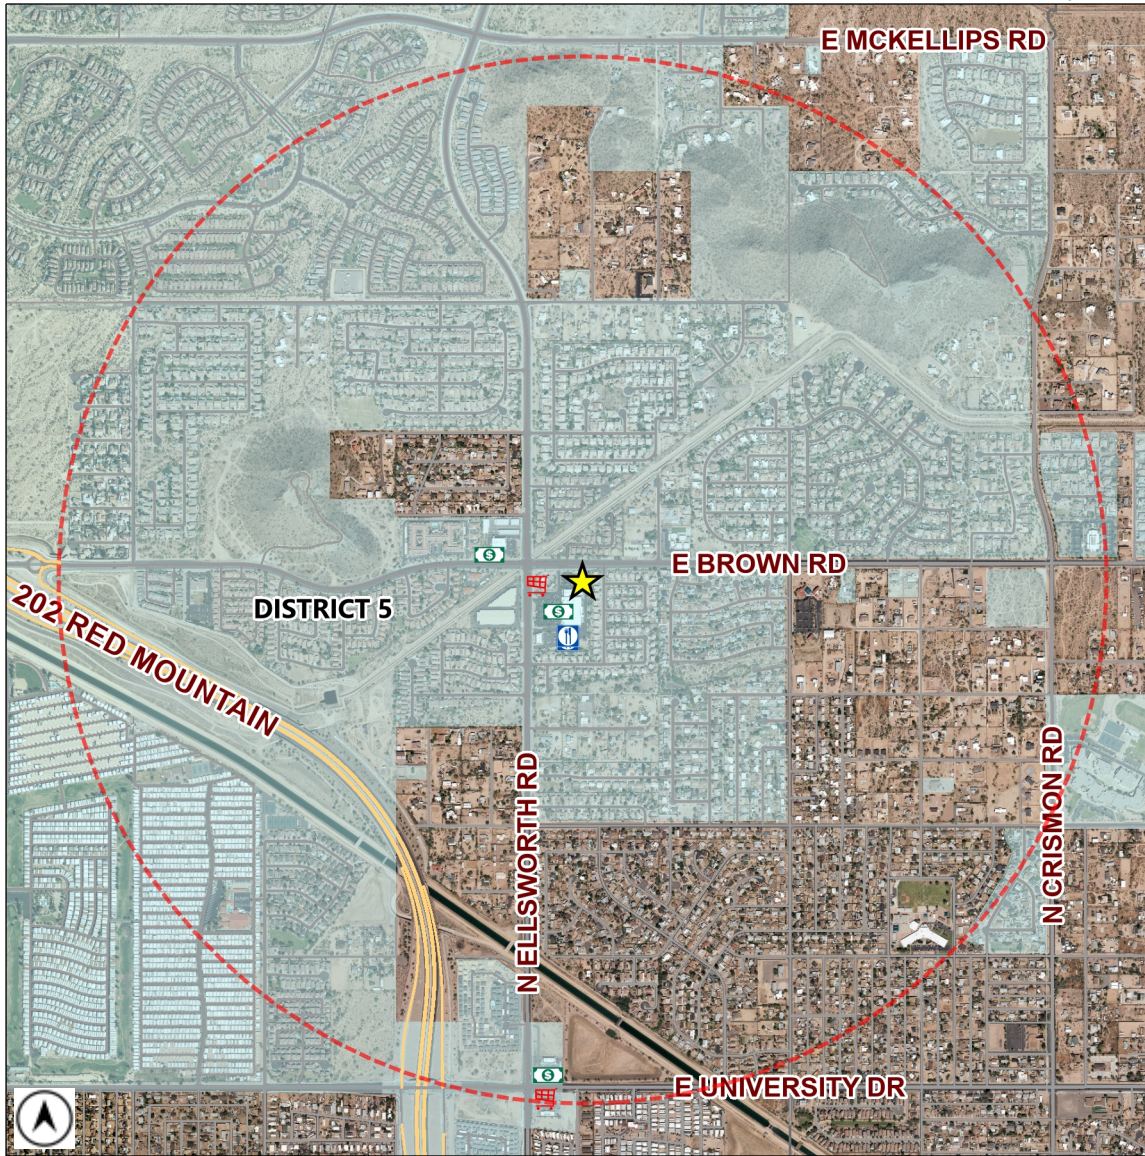 E MCKELLIPS RD
E BROWN RD
DISTRICT 5
202 RED MOUNTAIN
N ELLSWORTH RD
N CRISMON RD
E UNIVERSITY DR
$
$
$